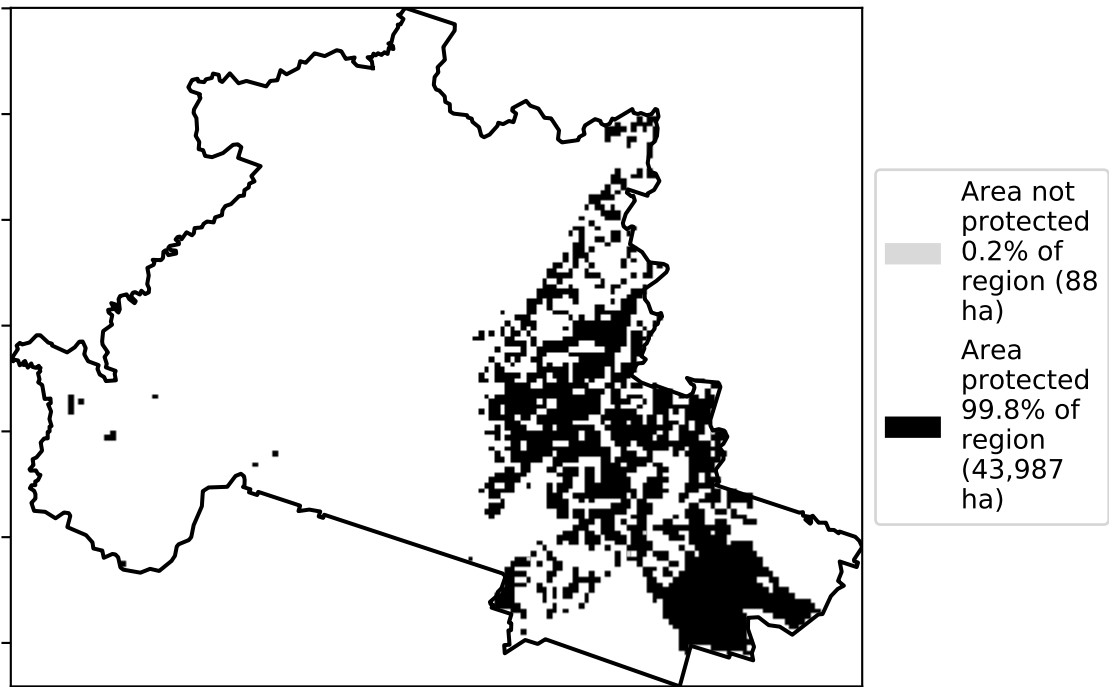 Area not
protected
0.2% of
region (88
ha)
Area
protected
99.8% of
region
(43,987
ha)